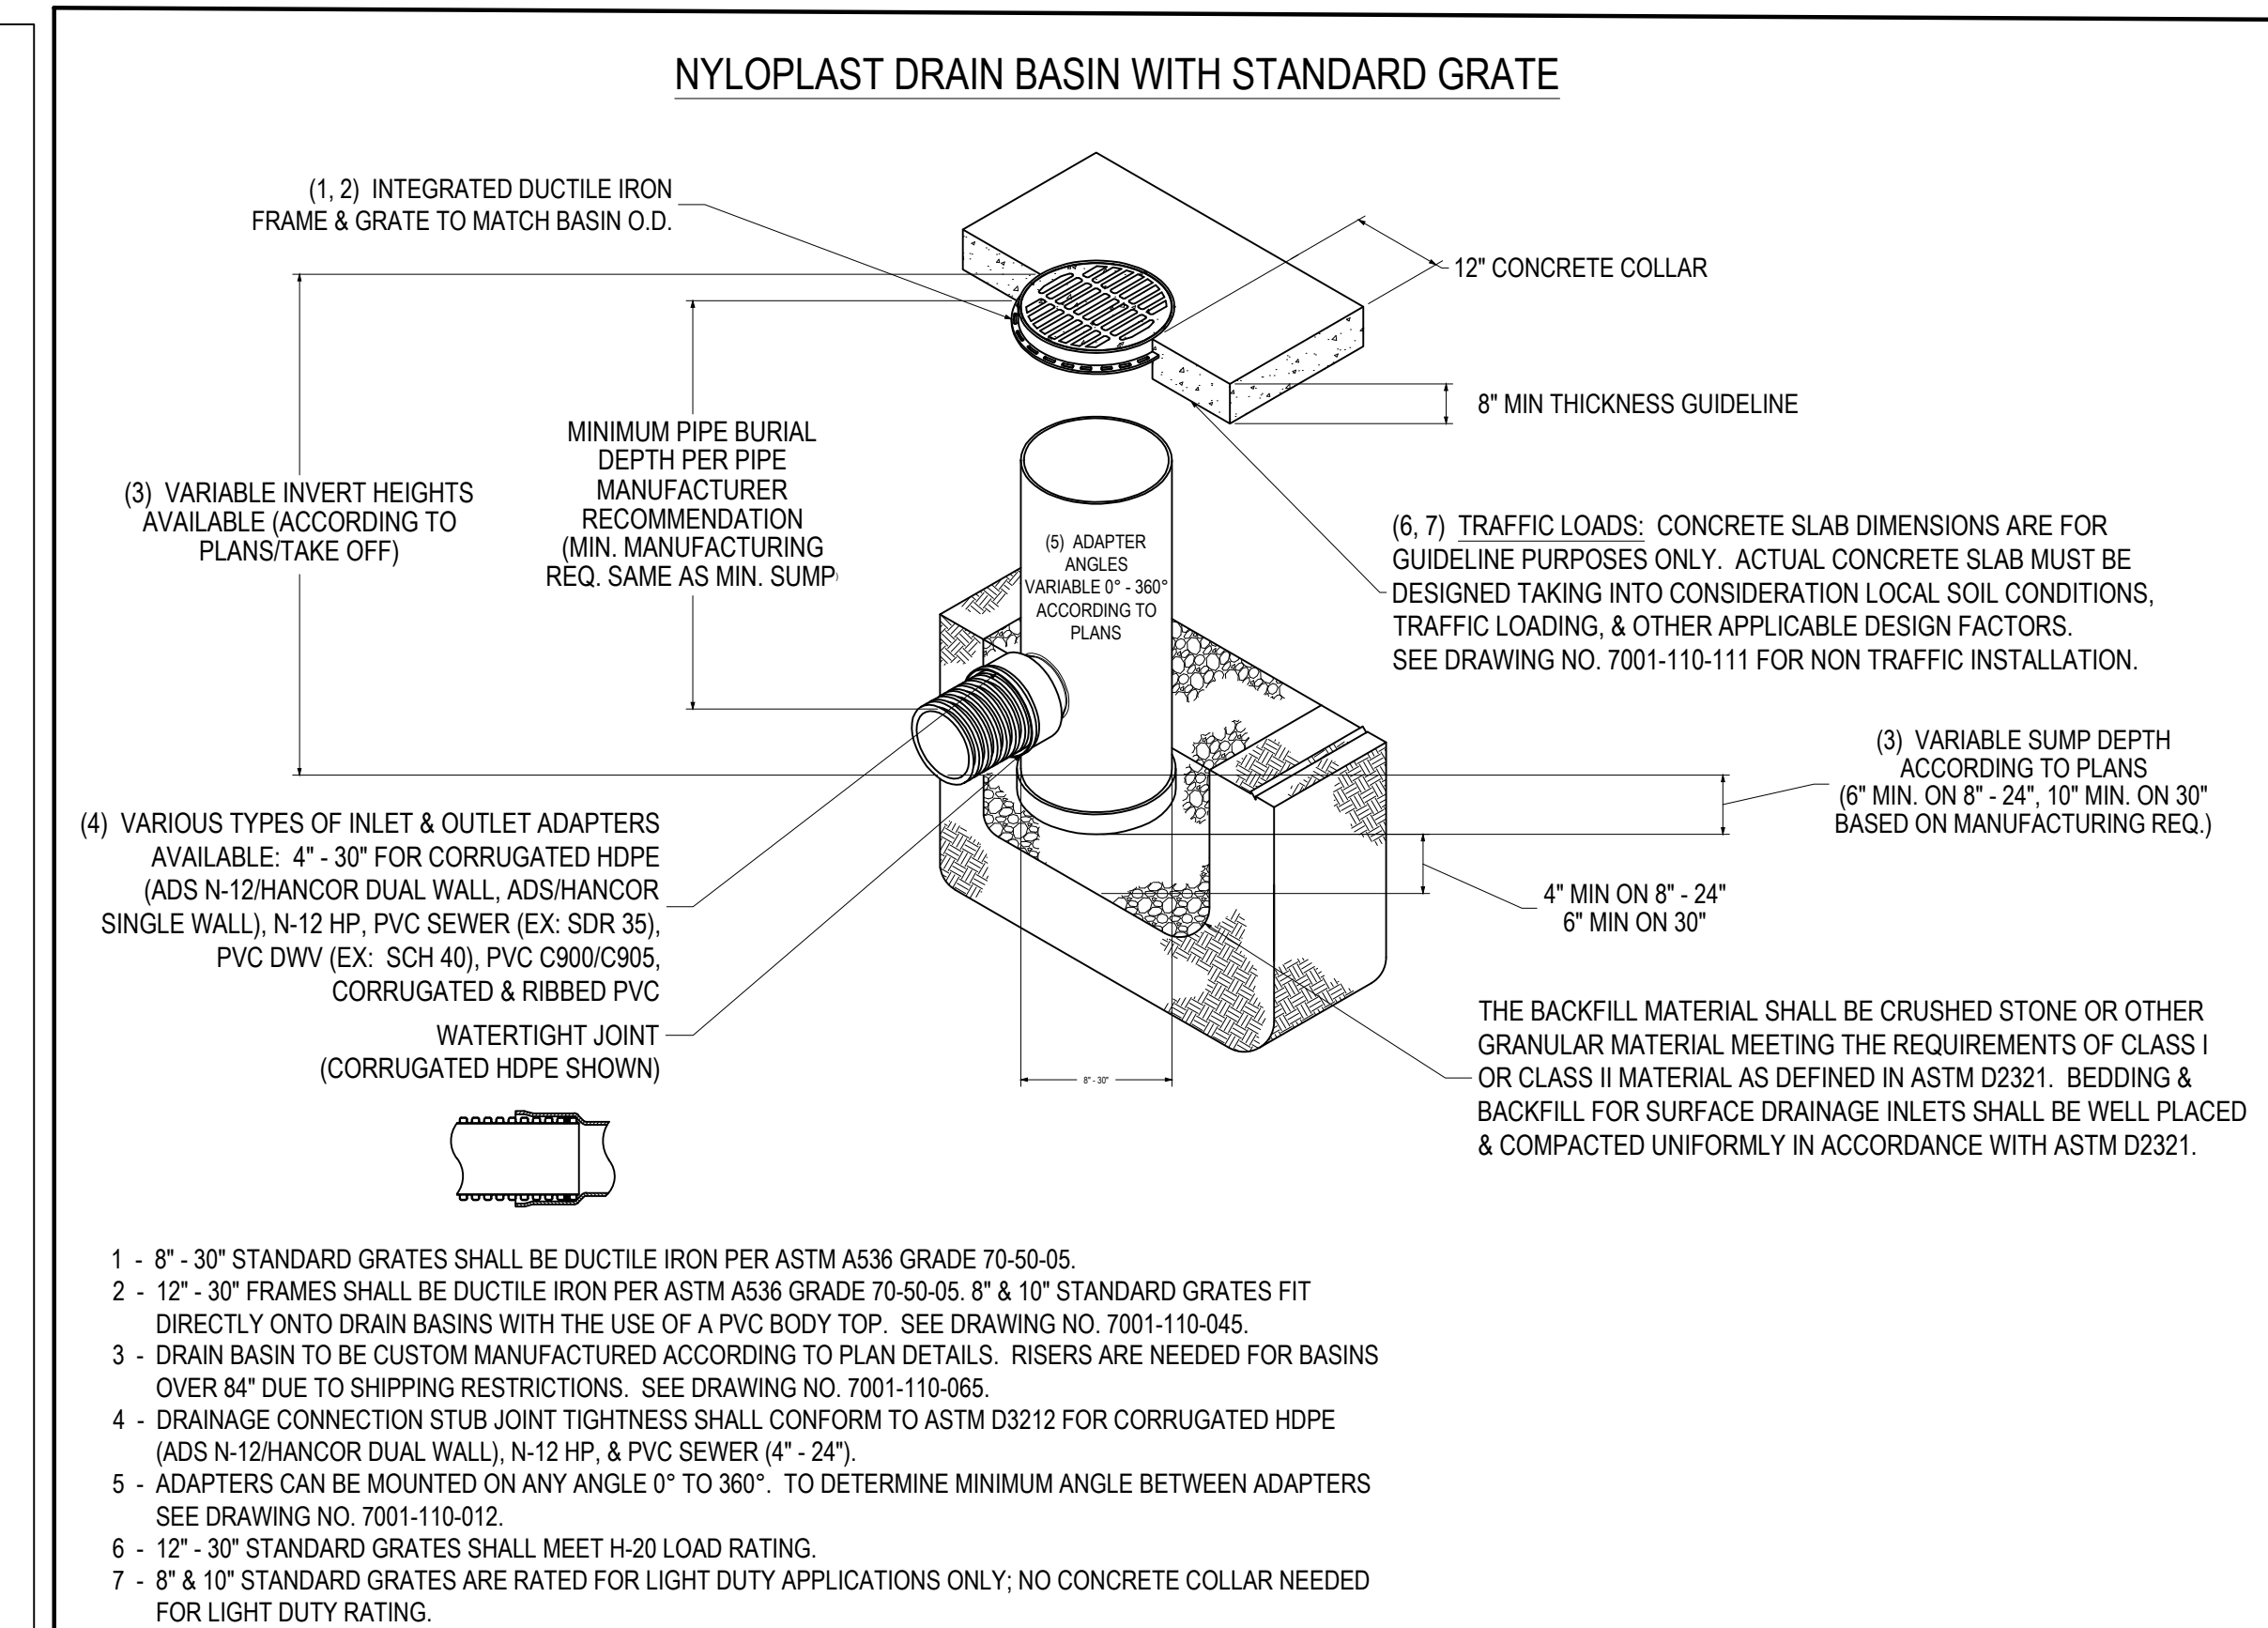 NYLOPLAST DRAIN BASIN WITH STANDARD GRATE
(1, 2) INTEGRATED DUCTILE IRON
FRAME & GRATE TO MATCH BASIN O.D.
12" CONCRETE COLLAR
8" MIN THICKNESS GUIDELINE
MINIMUM PIPE BURIAL
DEPTH PER PIPE
MANUFACTURER
RECOMMENDATION
(MIN. MANUFACTURING
REQ. SAME AS MIN. SUMP)
(3) VARIABLE INVERT HEIGHTS
AVAILABLE (ACCORDING TO
PLANS/TAKE OFF)
(5) ADAPTER
ANGLES
VARIABLE 0° - 360°
ACCORDING TO
PLANS
(6, 7) TRAFFIC LOADS: CONCRETE SLAB DIMENSIONS ARE FOR
GUIDELINE PURPOSES ONLY. ACTUAL CONCRETE SLAB MUST BE
DESIGNED TAKING INTO CONSIDERATION LOCAL SOIL CONDITIONS,
TRAFFIC LOADING, & OTHER APPLICABLE DESIGN FACTORS.
SEE DRAWING NO. 7001-110-111 FOR NON TRAFFIC INSTALLATION.
(3) VARIABLE SUMP DEPTH
ACCORDING TO PLANS
(6" MIN. ON 8" - 24", 10" MIN. ON 30"
BASED ON MANUFACTURING REQ.)
(4) VARIOUS TYPES OF INLET & OUTLET ADAPTERS
AVAILABLE: 4" - 30" FOR CORRUGATED HDPE
(ADS N-12/HANCOR DUAL WALL, ADS/HANCOR
SINGLE WALL), N-12 HP, PVC SEWER (EX: SDR 35),
PVC DWV (EX: SCH 40), PVC C900/C905,
CORRUGATED & RIBBED PVC
4" MIN ON 8" - 24"
6" MIN ON 30"
WATERTIGHT JOINT
(CORRUGATED HDPE SHOWN)
8" - 30"
THE BACKFILL MATERIAL SHALL BE CRUSHED STONE OR OTHER
GRANULAR MATERIAL MEETING THE REQUIREMENTS OF CLASS I
OR CLASS II MATERIAL AS DEFINED IN ASTM D2321. BEDDING &
BACKFILL FOR SURFACE DRAINAGE INLETS SHALL BE WELL PLACED
& COMPACTED UNIFORMLY IN ACCORDANCE WITH ASTM D2321.
1 - 8" - 30" STANDARD GRATES SHALL BE DUCTILE IRON PER ASTM A536 GRADE 70-50-05.
2 - 12" - 30" FRAMES SHALL BE DUCTILE IRON PER ASTM A536 GRADE 70-50-05. 8" & 10" STANDARD GRATES FIT
DIRECTLY ONTO DRAIN BASINS WITH THE USE OF A PVC BODY TOP. SEE DRAWING NO. 7001-110-045.
3 - DRAIN BASIN TO BE CUSTOM MANUFACTURED ACCORDING TO PLAN DETAILS. RISERS ARE NEEDED FOR BASINS
OVER 84" DUE TO SHIPPING RESTRICTIONS. SEE DRAWING NO. 7001-110-065.
4 - DRAINAGE CONNECTION STUB JOINT TIGHTNESS SHALL CONFORM TO ASTM D3212 FOR CORRUGATED HDPE
(ADS N-12/HANCOR DUAL WALL), N-12 HP, & PVC SEWER (4" - 24").
5 - ADAPTERS CAN BE MOUNTED ON ANY ANGLE 0° TO 360°. TO DETERMINE MINIMUM ANGLE BETWEEN ADAPTERS
SEE DRAWING NO. 7001-110-012.
6 - 12" - 30" STANDARD GRATES SHALL MEET H-20 LOAD RATING.
7 - 8" & 10" STANDARD GRATES ARE RATED FOR LIGHT DUTY APPLICATIONS ONLY; NO CONCRETE COLLAR NEEDED
FOR LIGHT DUTY RATING.